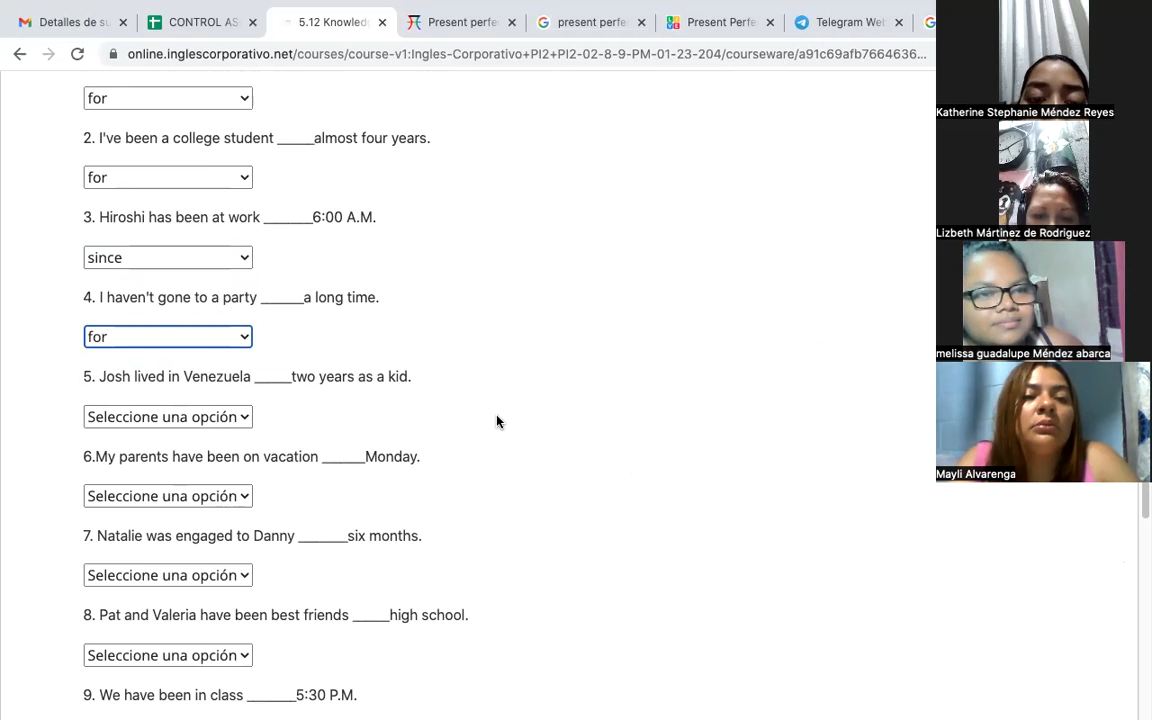 Detalles de su
CONTROL AS
5.12 Knowled
Present perfe
present perfe
Present Perfe
Telegram Web
online.inglescorporativo.net/courses/course-v1:Ingles-Corporativo+PI2+PI2-02-8-9-PM-01-23-204/courseware/a91c69afb7664636...
for
2. I've been a college student _____almost four years.
for
3. Hiroshi has been at work _______6:00 A.M.
since
4. I haven't gone to a party ______a long time.
for
5. Josh lived in Venezuela _____two years as a kid.
Seleccione una opción
6.My parents have been on vacation ______Monday.
Seleccione una opción
7. Natalie was engaged to Danny _______six months.
Seleccione una opción
8. Pat and Valeria have been best friends _____high school.
Seleccione una opción
9. We have been in class _______5:30 P.M.
Katherine Stephanie Méndez Reyes
Lizbeth Mártinez de Rodriguez
melissa guadalupe Méndez abarca
Mayli Alvarenga